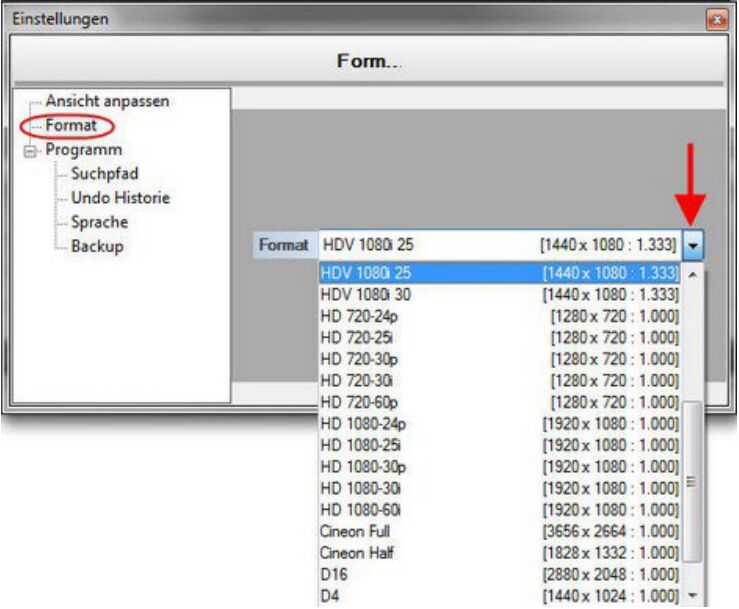 Einstellungen
Form...
Ansicht anpassen
Format
Programm
Suchpfad
Undo Historie
Sprache
Backup
Format HDV 1080i 25 [1440 x 1080 : 1.333]
HDV 1080i 25 [1440 x 1080 : 1.333]
HDV 1080i 30 [1440 x 1080 : 1.333]
HD 720-24p [1280 x 720 : 1.000]
HD 720-25i [1280 x 720 : 1.000]
HD 720-30p [1280 x 720 : 1.000]
HD 720-30i [1280 x 720 : 1.000]
HD 720-60p [1280 x 720 : 1.000]
HD 1080-24p [1920 x 1080 : 1.000]
HD 1080-25i [1920 x 1080 : 1.000]
HD 1080-30p [1920 x 1080 : 1.000]
HD 1080-30i [1920 x 1080 : 1.000]
HD 1080-60i [1920 x 1080 : 1.000]
Cineon Full [3656 x 2664 : 1.000]
Cineon Half [1828 x 1332 : 1.000]
D16 [2880 x 2048 : 1.000]
D4 [1440 x 1024 : 1.000]